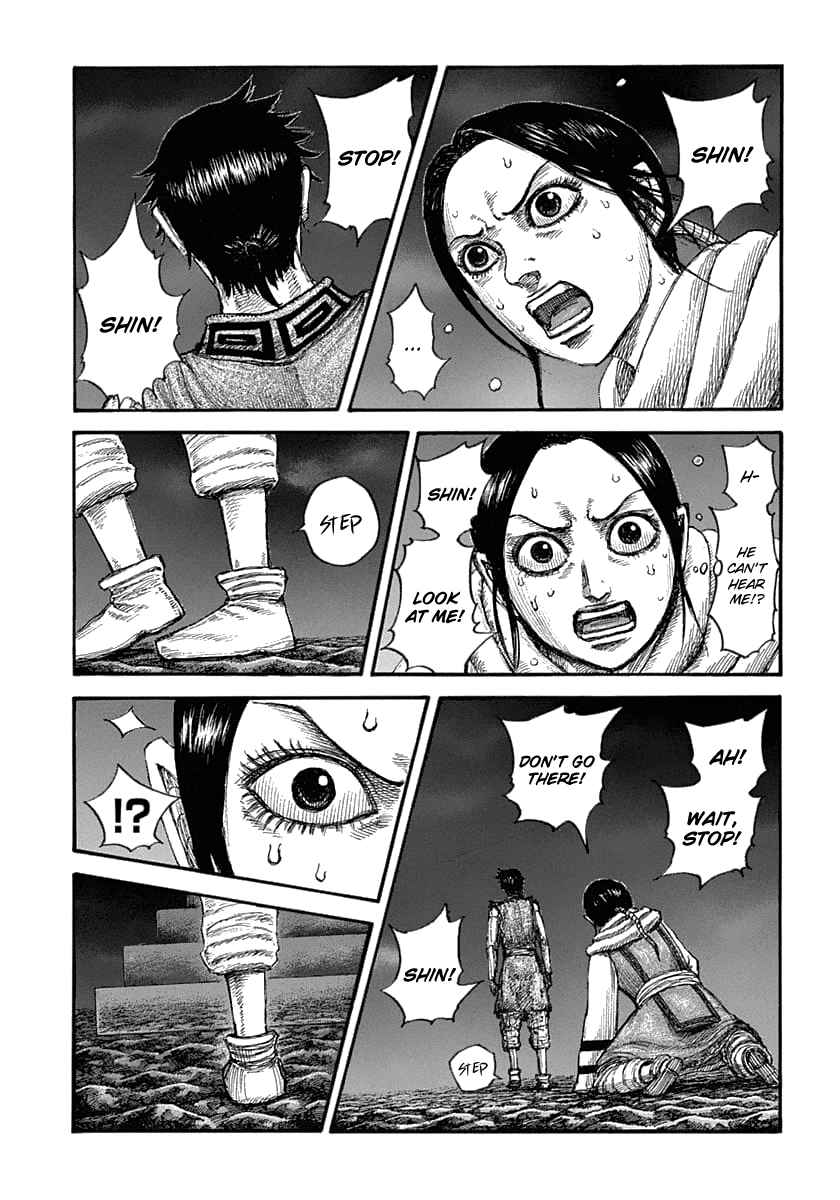 SHIN!
...
STOP!
SHIN!
H-
HE
CAN'T
HEAR
ME!?
SHIN!
LOOK
AT ME!
STEP
AH!
WAIT,
STOP!
DON'T GO
THERE!
SHIN!
STEP
!?